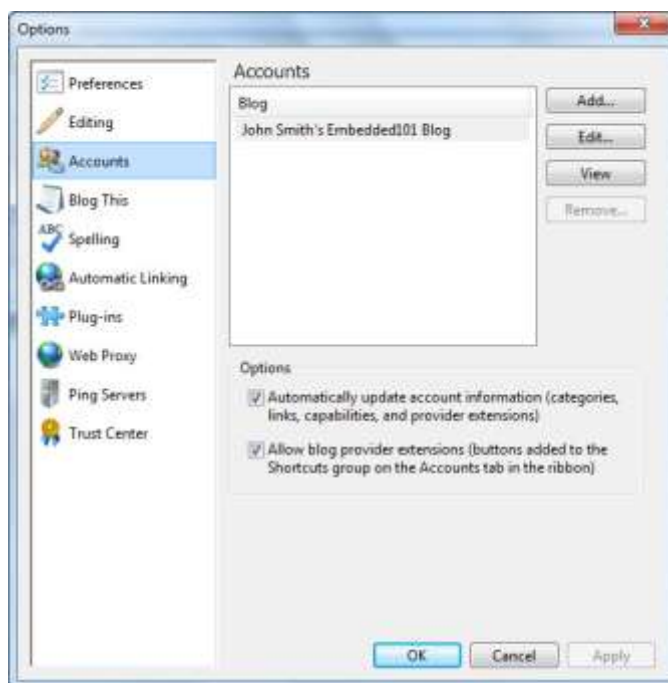 Options
Preferences
Editing
Accounts
Blog This
ABC
Spelling
Automatic Linking
Plug-ins
Web Proxy
Ping Servers
Trust Center
Accounts
Blog
John Smith's Embedded101 Blog
Add...
Edit...
View
Remove...
Options
Automatically update account information (categories,
links, capabilities, and provider extensions)
Allow blog provider extensions (buttons added to the
Shortcuts group on the Accounts tab in the ribbon)
OK
Cancel
Apply